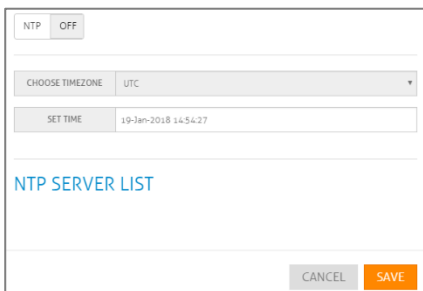 NTP OFF
CHOOSE TIMEZONE UTC
SET TIME 19-Jan-2018 14:54:27
NTP SERVER LIST
CANCEL SAVE